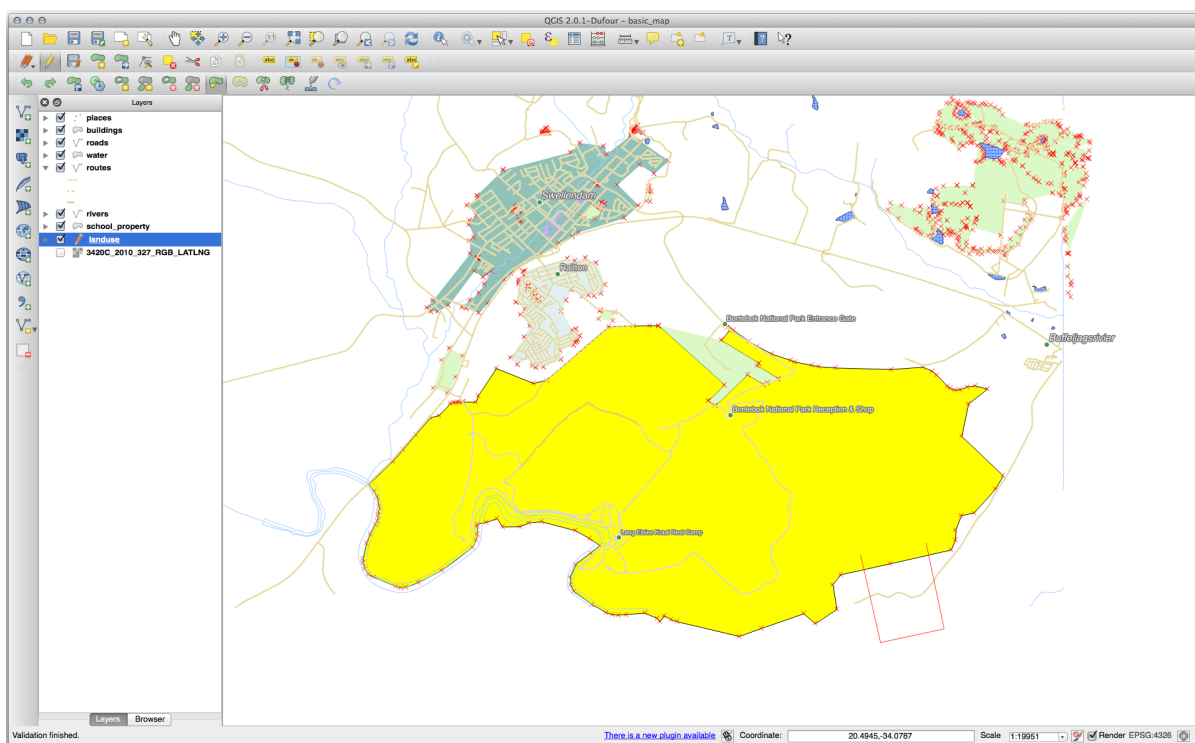 QGIS 2.0.1-Dufour - basic_map
Layers
places
buildings
roads
water
routes
rivers
school_property
landuse
3420C_2010_327_RGB_LATLNG
Swellendam
Railton
Bontebok National Park Entrance Gate
Buffeljagsrivier
Bontebok National Park Reception & Shop
Lang Elsies Kraal Rest Camp
Layers Browser
Validation finished. There is a new plugin available Coordinate: 20.4945,-34.0787 Scale 1:19951 Render EPSG:4326